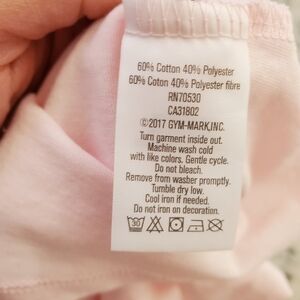 60% Cotton 40% Polyester
60% Coton 40% Polyester fibre
RN70530
CA31802
©2017 GYM-MARK,INC.
Turn garment inside out.
Machine wash cold
with like colors. Gentle cycle.
Do not bleach.
Remove from washer promptly.
Tumble dry low.
Cool iron if needed.
Do not iron on decoration.
30